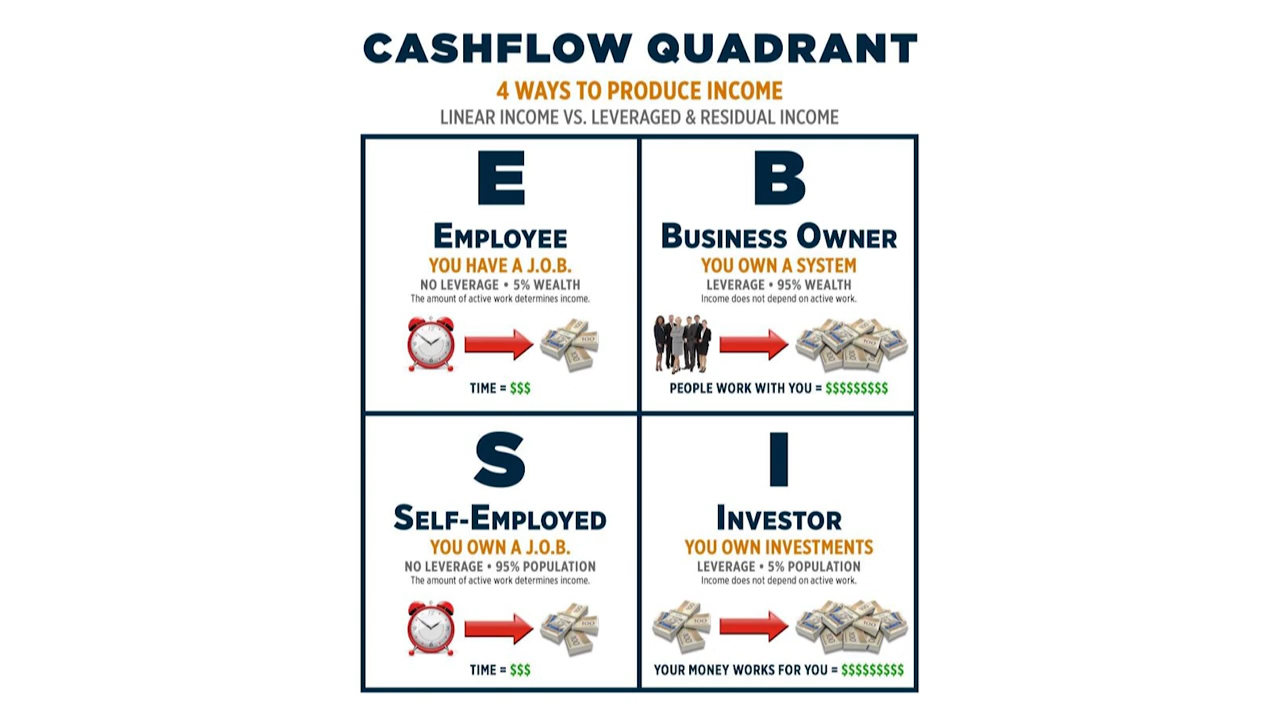 CASHFLOW QUADRANT
4 WAYS TO PRODUCE INCOME
LINEAR INCOME VS. LEVERAGED & RESIDUAL INCOME
E
EMPLOYEE
YOU HAVE A J.O.B.
NO LEVERAGE • 5% WEALTH
The amount of active work determines income.
TIME = $$$
B
BUSINESS OWNER
YOU OWN A SYSTEM
LEVERAGE • 95% WEALTH
Income does not depend on active work.
PEOPLE WORK WITH YOU = $$$$$$$$$
S
SELF-EMPLOYED
YOU OWN A J.O.B.
NO LEVERAGE • 95% POPULATION
The amount of active work determines income.
TIME = $$$
I
INVESTOR
YOU OWN INVESTMENTS
LEVERAGE • 5% POPULATION
Income does not depend on active work.
YOUR MONEY WORKS FOR YOU = $$$$$$$$$